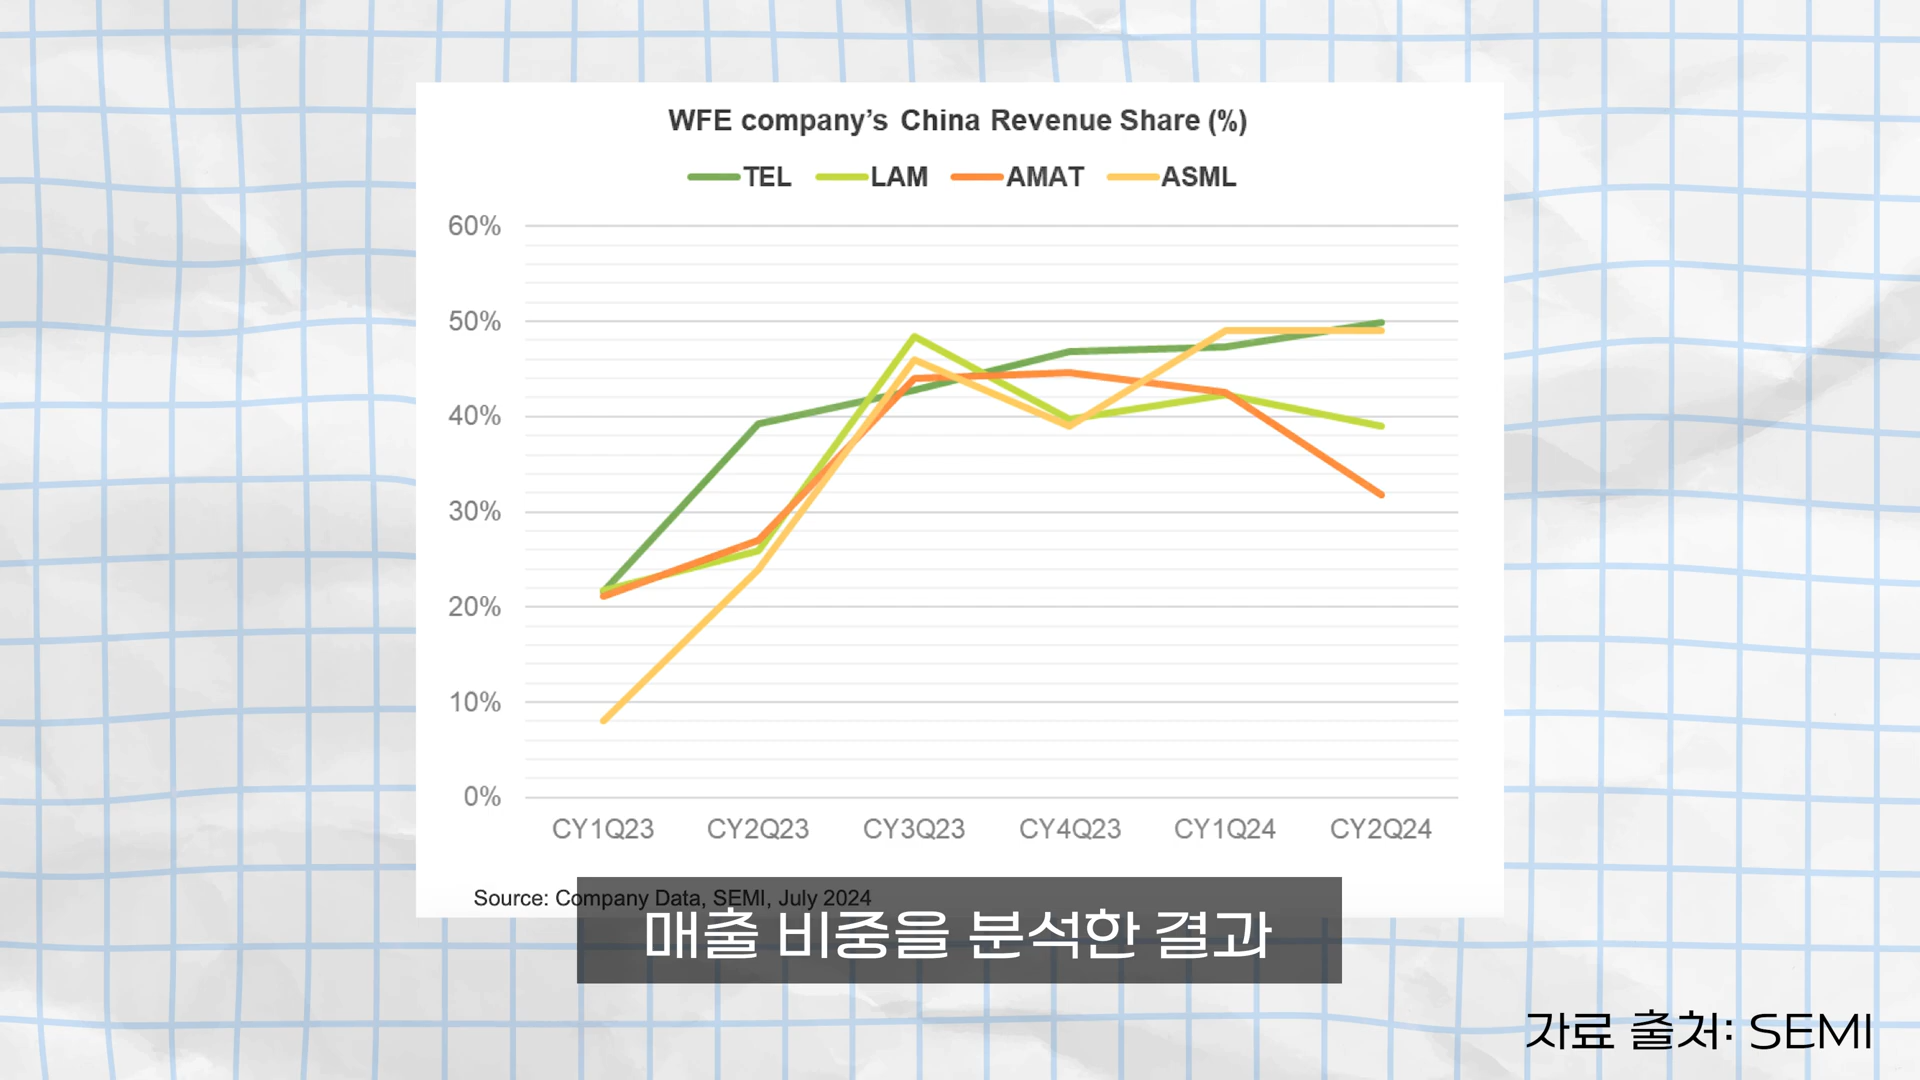 WFE company’s China Revenue Share (%)
TEL LAM AMAT ASML
60%
50%
40%
30%
20%
10%
0%
CY1Q23 CY2Q23 CY3Q23 CY4Q23 CY1Q24 CY2Q24
Source: Company Data, SEMI, July 2024
매출 비중을 분석한 결과
자료 출처: SEMI